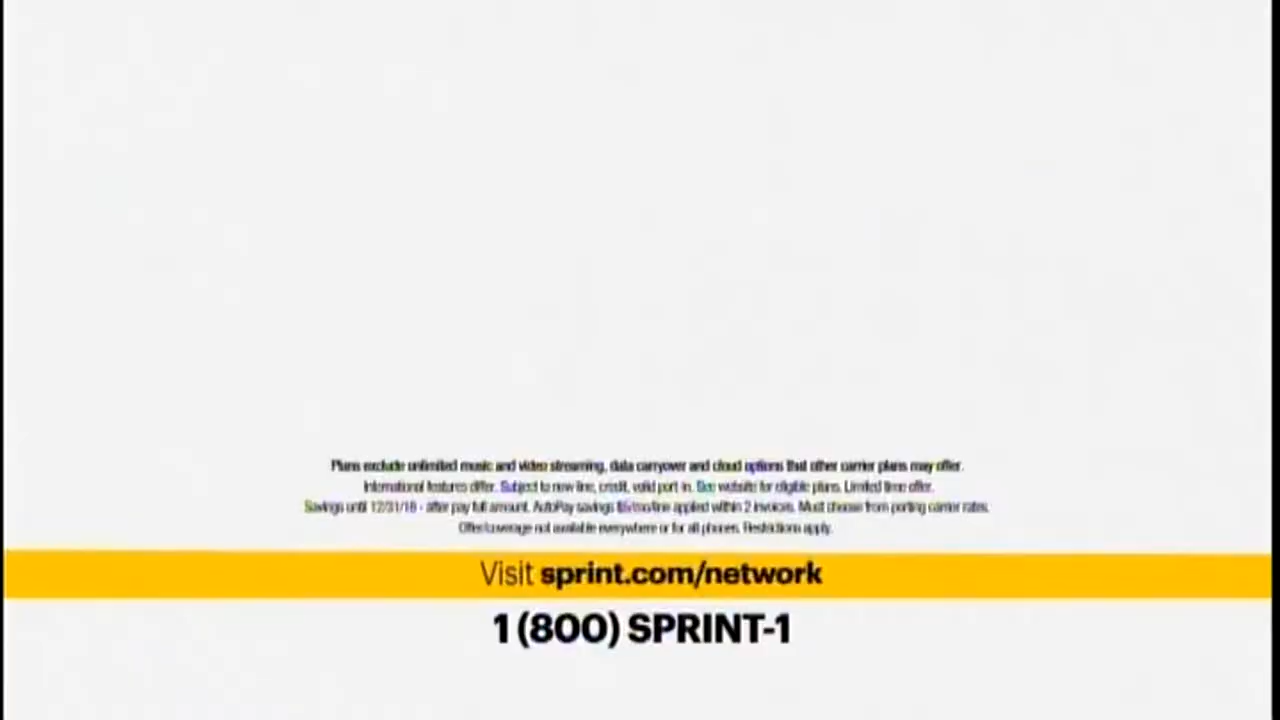 Plans exclude unlimited music and video streaming, data carryover and cloud options that other carrier plans may offer.
International features differ. Subject to new line, credit, valid port-in. See website for eligible plans. Limited time offer.
Savings until 12/31/18 - after pay full amount. AutoPay savings $5/mo/line applied within 2 invoices. Must choose from porting carrier rates.
Offer/coverage not available everywhere or for all phones. Restrictions apply.
Visit sprint.com/network
1 (800) SPRINT-1